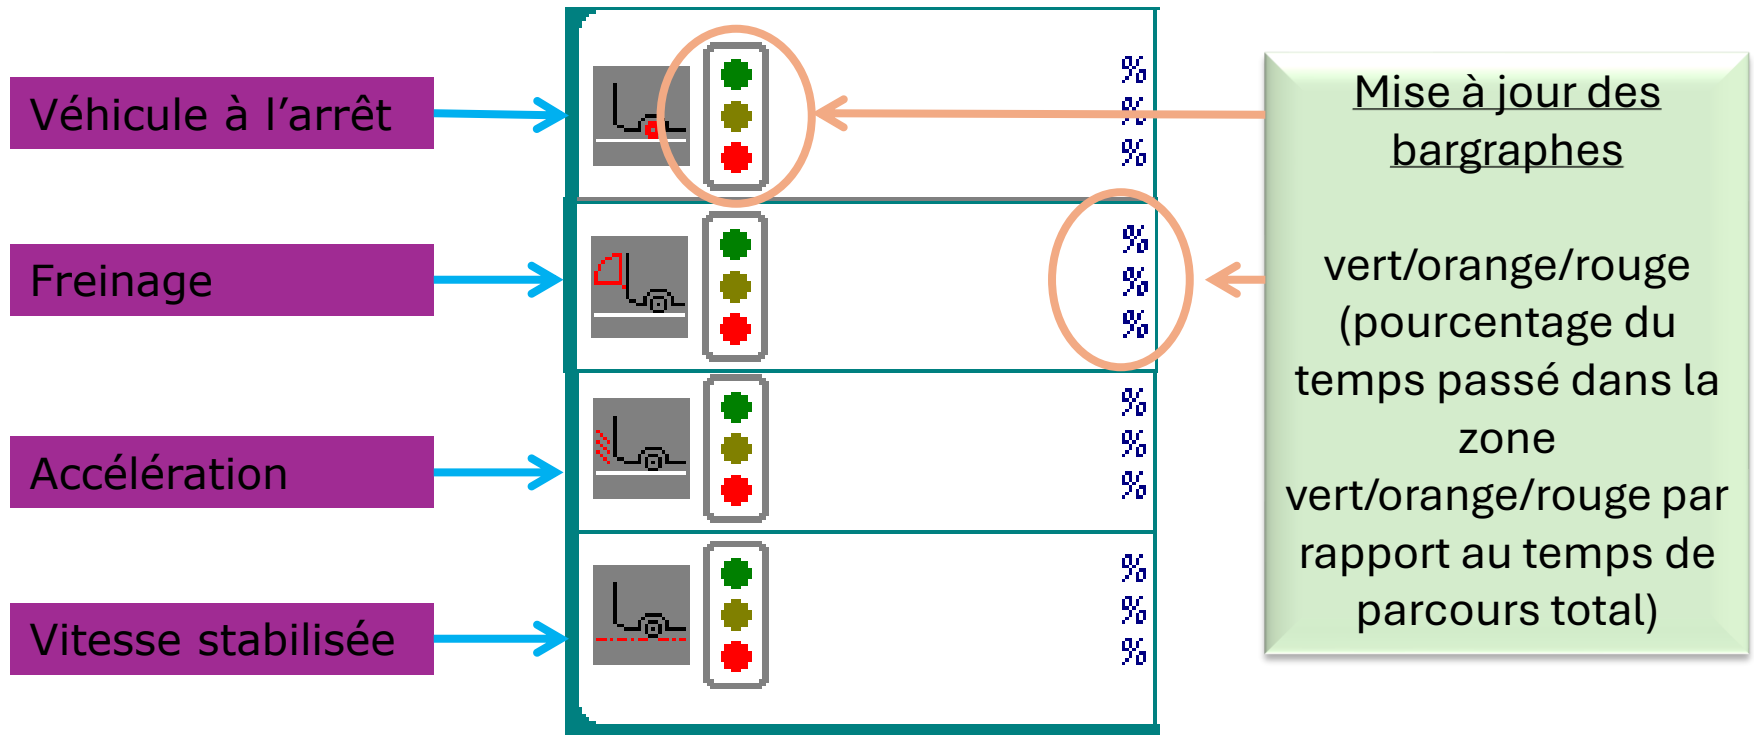 Véhicule à l’arrêt
Freinage
Accélération
Vitesse stabilisée
%
%
%
%
%
%
%
%
%
%
%
%
Mise à jour des
bargraphes
vert/orange/rouge
(pourcentage du
temps passé dans la
zone
vert/orange/rouge par
rapport au temps de
parcours total)